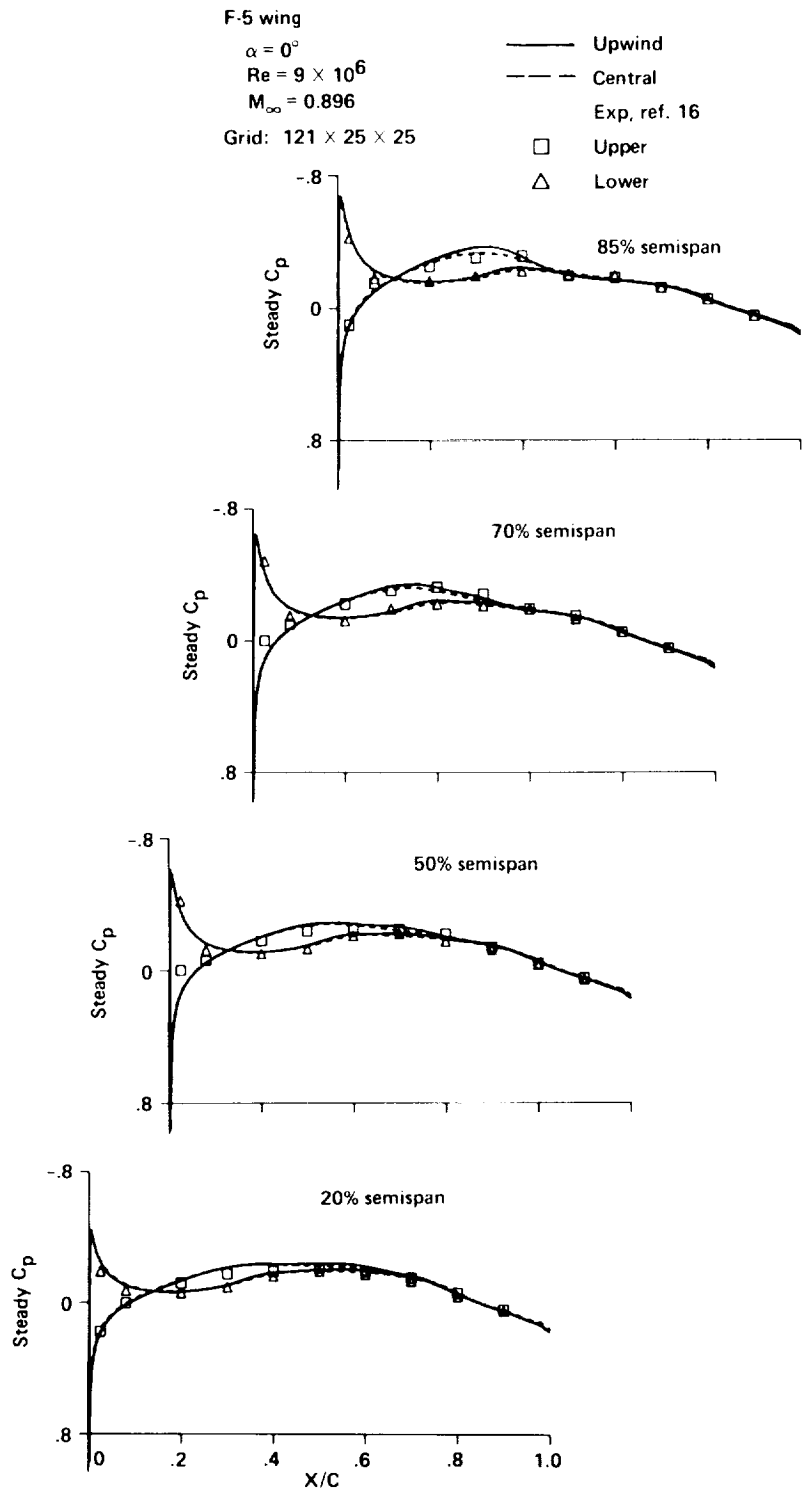 F-5 wing
α = 0°
Re = 9 × 10⁶
M∞ = 0.896
Grid: 121 × 25 × 25
Upwind
Central
Exp, ref. 16
Upper
Lower
85% semispan
-.8
0
.8
Steady Cp
70% semispan
-.8
0
.8
Steady Cp
50% semispan
-.8
0
.8
Steady Cp
20% semispan
-.8
0
.8
Steady Cp
0 .2 .4 .6 .8 1.0
X/C